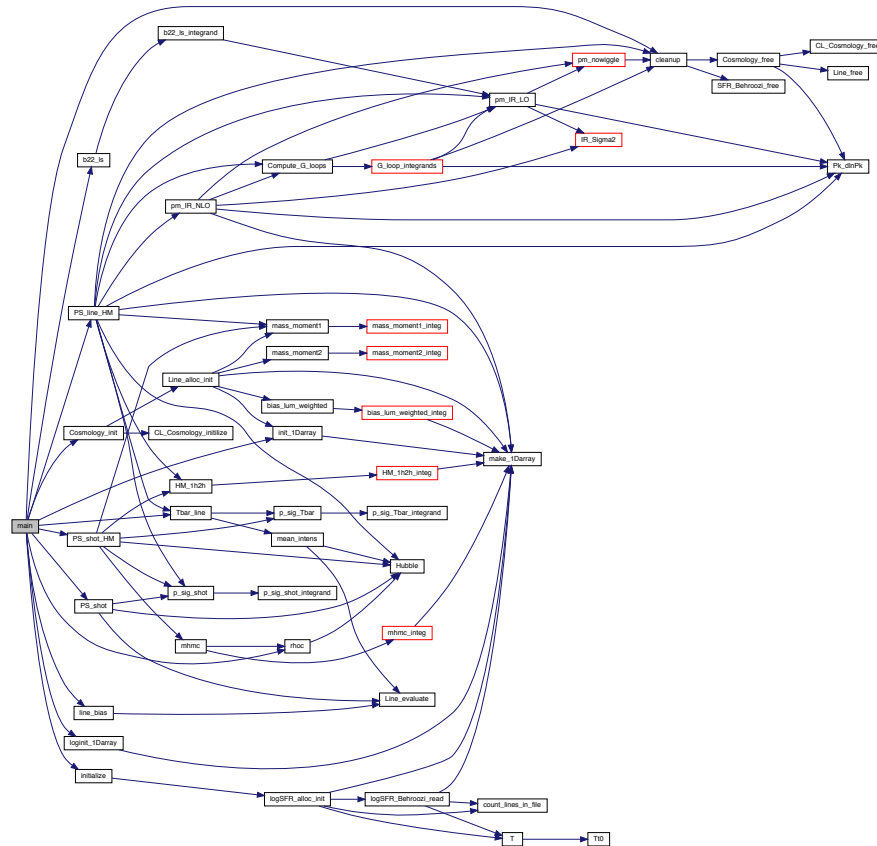 b22_ls_integrand
CL_Cosmology_free
pm_nowiggle
cleanup
Cosmology_free
Line_free
SFR_Behroozi_free
pm_IR_LO
IR_Sigma2
b22_ls
Compute_G_loops
G_loop_integrands
Pk_dlnPk
pm_IR_NLO
PS_line_HM
mass_moment1
mass_moment1_integ
mass_moment2
mass_moment2_integ
Line_alloc_init
bias_lum_weighted
bias_lum_weighted_integ
Cosmology_init
CL_Cosmology_initilize
init_1Darray
make_1Darray
HM_1h2h
HM_1h2h_integ
main
Tbar_line
p_sig_Tbar
p_sig_Tbar_integrand
PS_shot_HM
mean_intens
Hubble
p_sig_shot
p_sig_shot_integrand
PS_shot
mhmc
rhoc
mhmc_integ
Line_evaluate
line_bias
loginit_1Darray
initialize
logSFR_alloc_init
logSFR_Behroozi_read
count_lines_in_file
T
Tt0